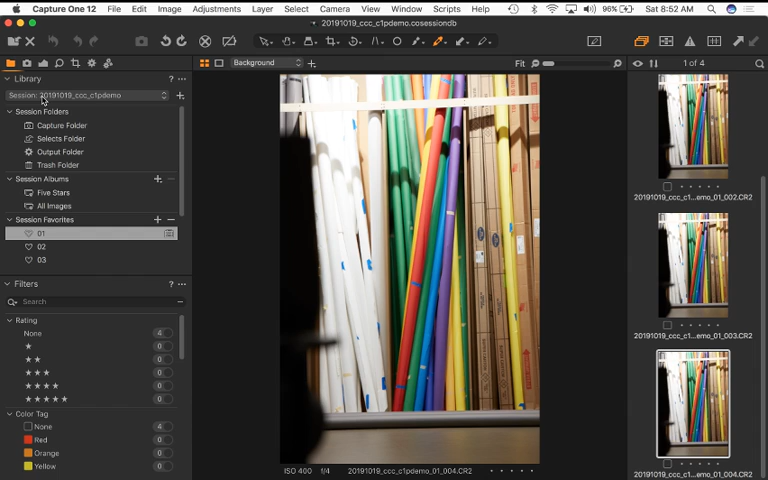 Capture One 12 File Edit View Image Adjustments Layer Select Camera Window Scripts Help 96% Sat 8:52 AM
20191019_ccc_c1pdemo.cosessiondb
Background
Fit
1 of 4
Library ? ...
Session: 20191019_ccc_c1pdemo
Session Folders
Capture Folder
Selects Folder
Output Folder
Trash Folder
Session Albums
Five Stars
All Images
Session Favorites
01
02
03
Filters ? ...
Search
Rating
None 4
★ 0
★★ 0
★★★ 0
★★★★ 0
★★★★★ 0
Color Tag
None 4
Red 0
Orange 0
Yellow 0
ISO 400 f/4 20191019_ccc_c1pdemo_01_004.CR2
20191019_ccc_c1...emo_01_002.CR2
20191019_ccc_c1...emo_01_003.CR2
20191019_ccc_c1...emo_01_004.CR2